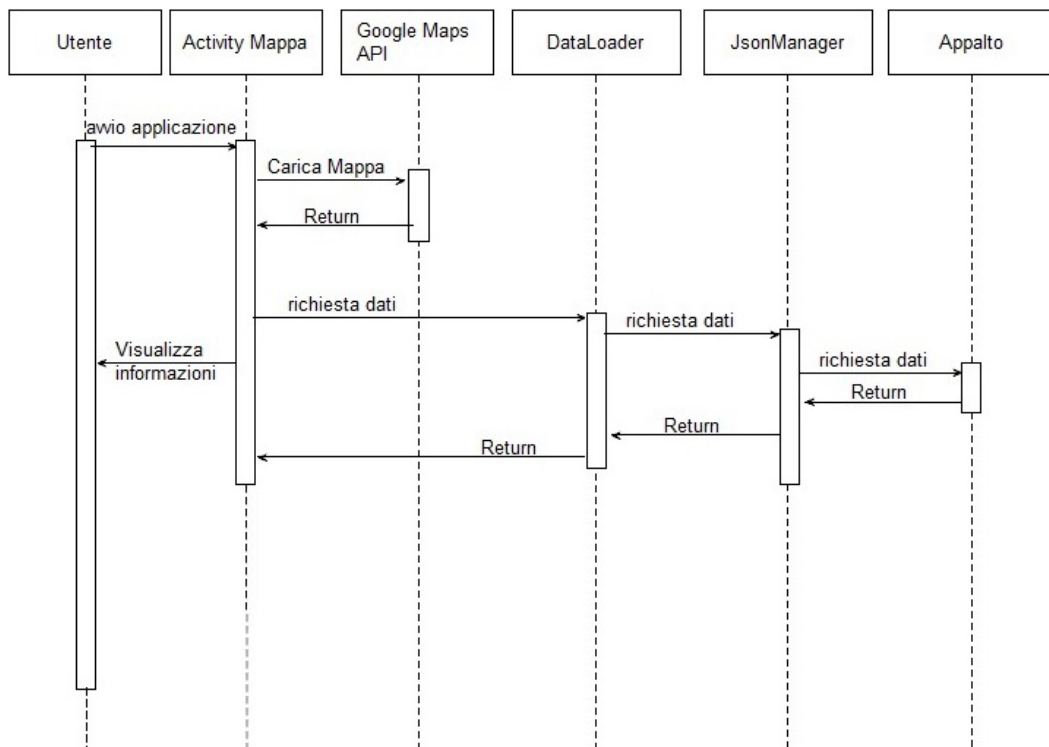 Utente
Activity Mappa
Google Maps
API
DataLoader
JsonManager
Appalto
avvio applicazione
Carica Mappa
Return
richiesta dati
richiesta dati
Visualizza
informazioni
richiesta dati
Return
Return
Return